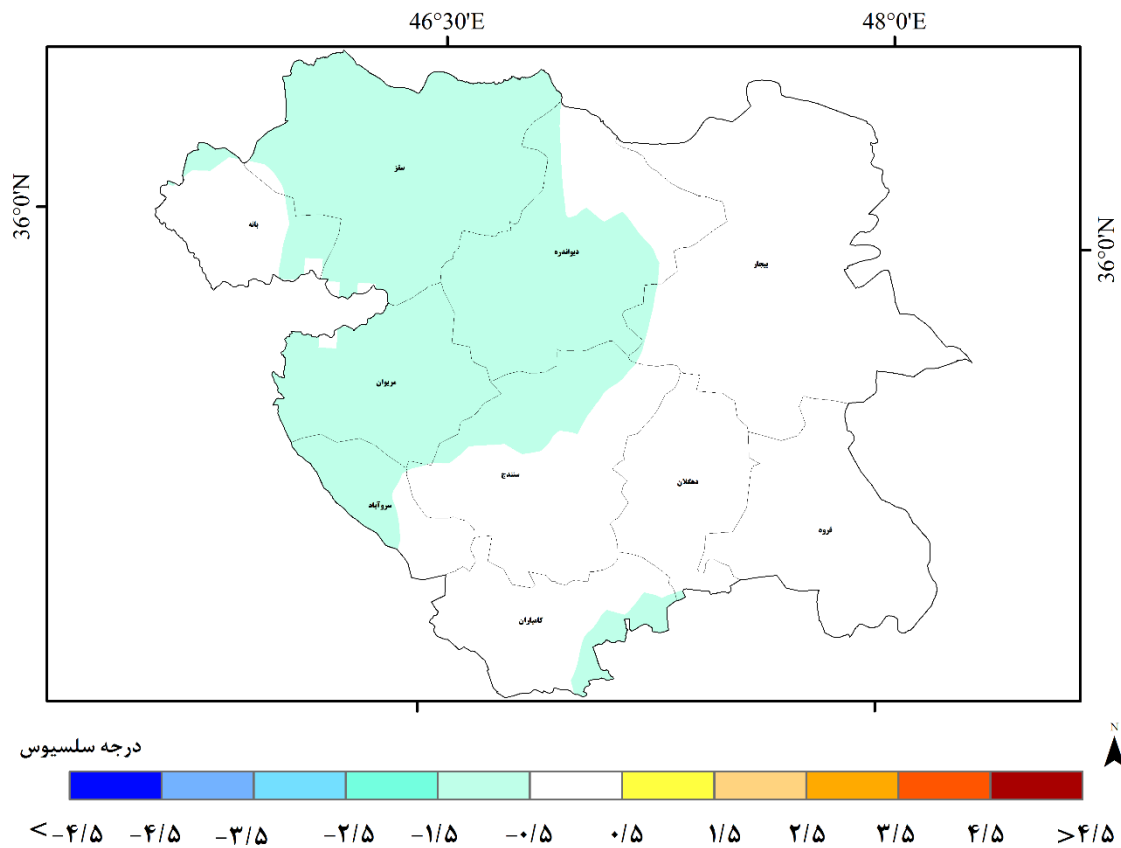 46°30'E 48°0'E
36°0'N
36°0'N
سقز
بانه
دیواندره
بیجار
مریوان
سنندج
دهگلان
سروآباد
قروه
کامیاران
N
درجه سلسیوس
< -۴/۵ -۴/۵ -۳/۵ -۲/۵ -۱/۵ -۰/۵ ۰/۵ ۱/۵ ۲/۵ ۳/۵ ۴/۵ >۴/۵